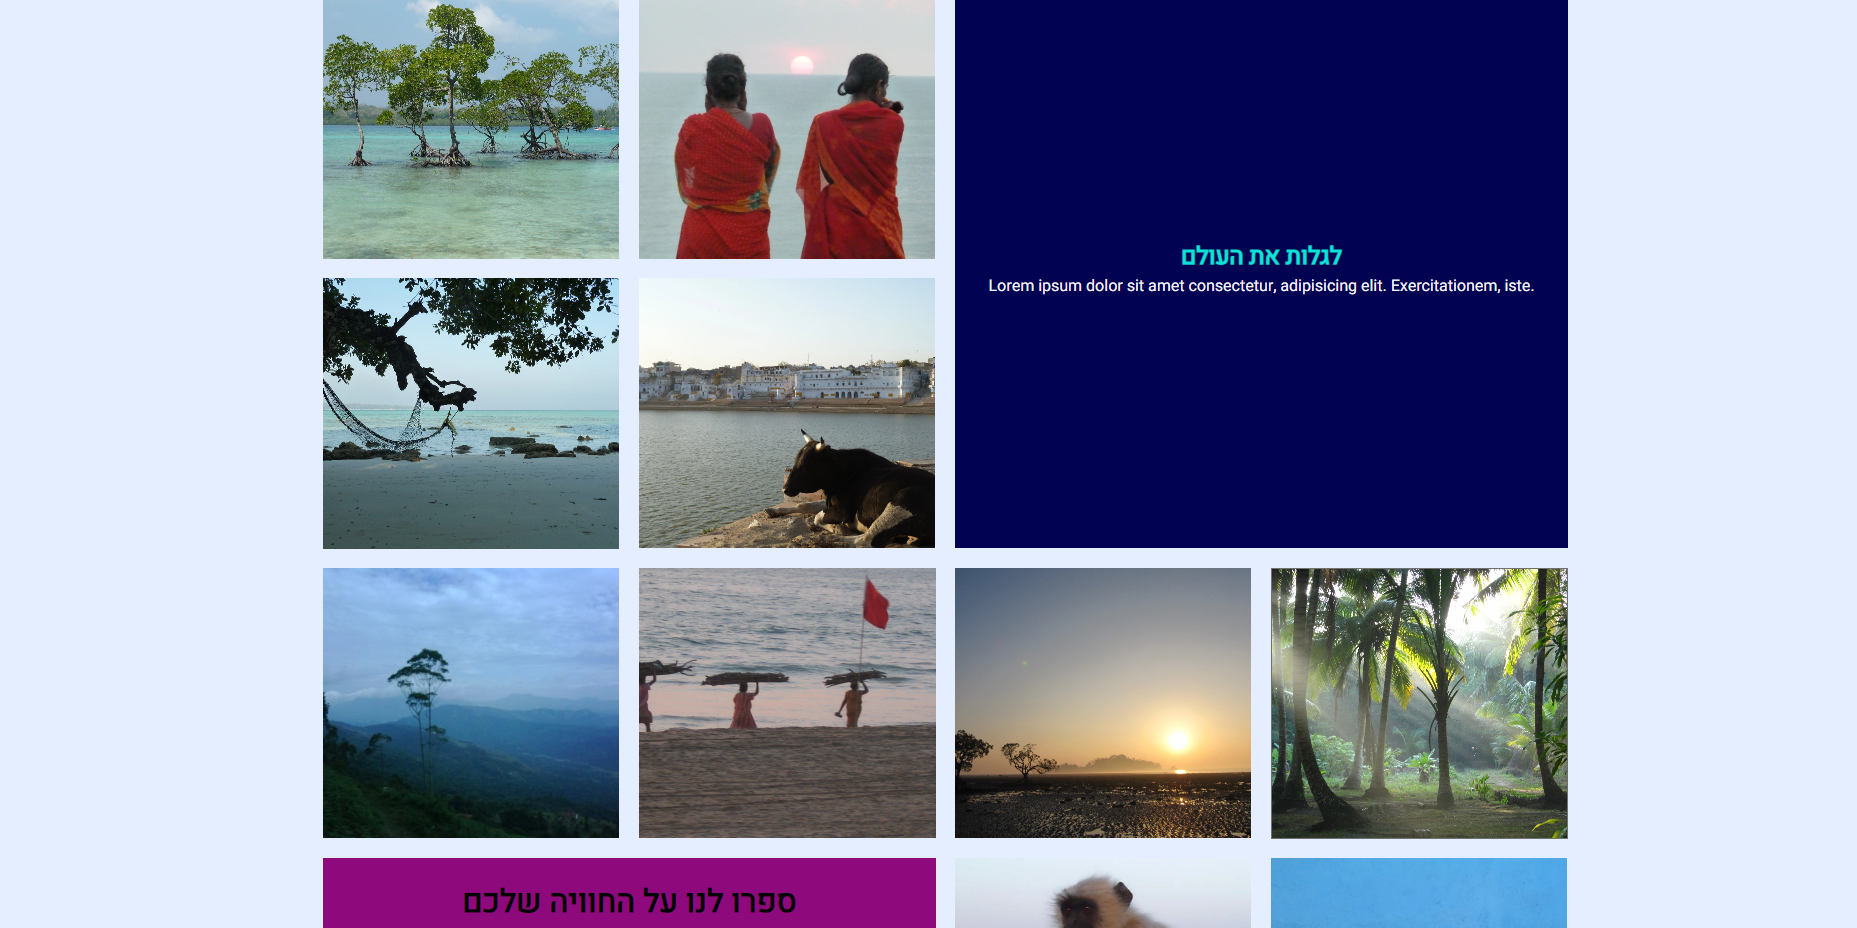 לגלות את העולם
Lorem ipsum dolor sit amet consectetur, adipisicing elit. Exercitationem, iste.
ספרו לנו על החוויה שלכם